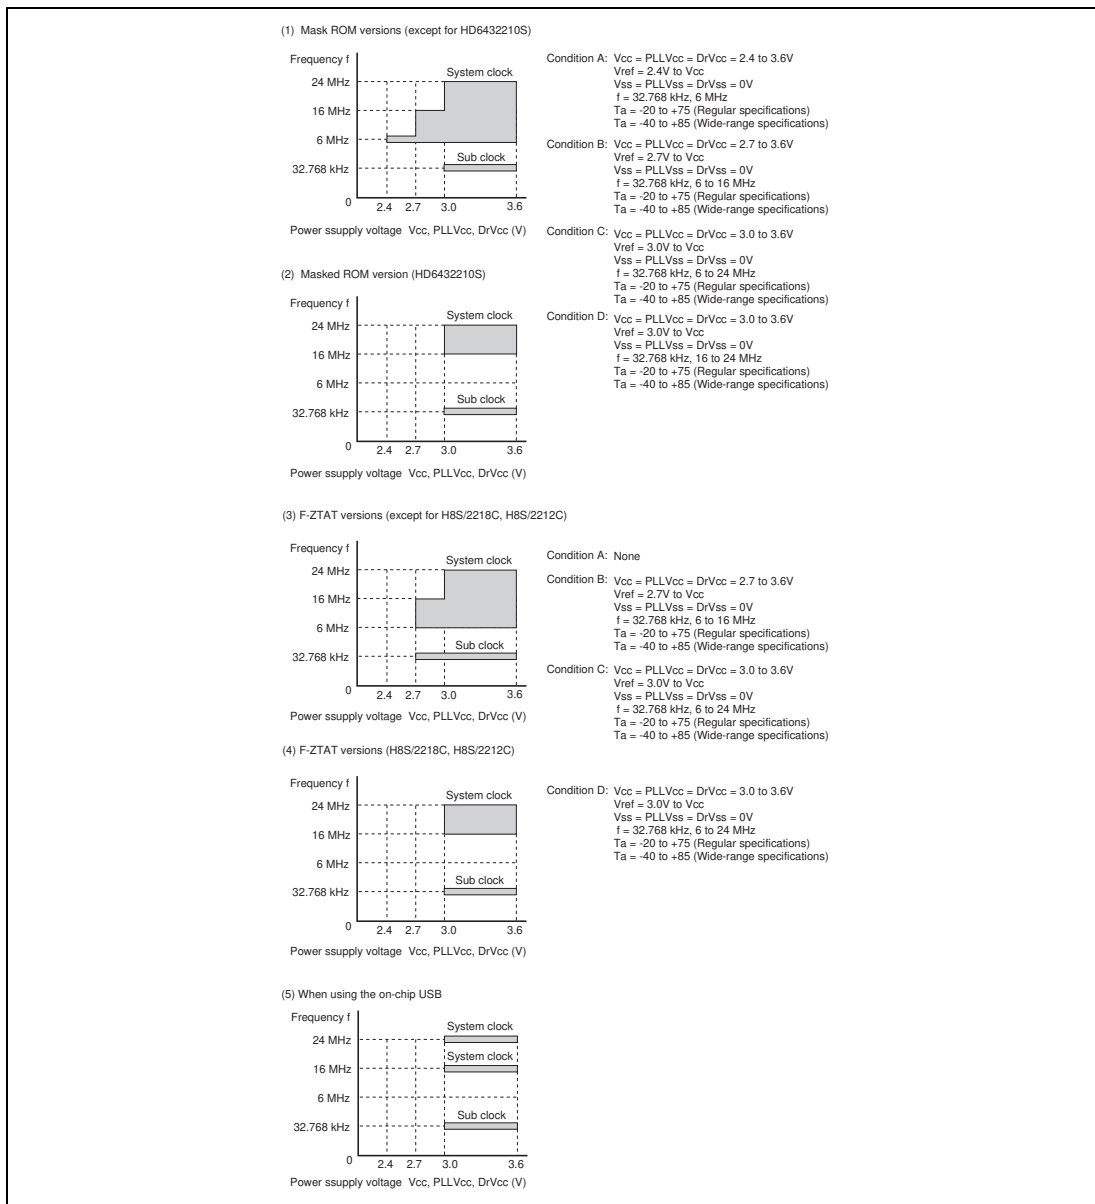 (1) Mask ROM versions (except for HD6432210S)
Frequency f
System clock
24 MHz
16 MHz
6 MHz
Sub clock
32.768 kHz
0
2.4 2.7 3.0 3.6
Power ssupply voltage Vcc, PLLVcc, DrVcc (V)
Condition A: Vcc = PLLVcc = DrVcc = 2.4 to 3.6V
Vref = 2.4V to Vcc
Vss = PLLVss = DrVss = 0V
f = 32.768 kHz, 6 MHz
Ta = -20 to +75 (Regular specifications)
Ta = -40 to +85 (Wide-range specifications)
Condition B: Vcc = PLLVcc = DrVcc = 2.7 to 3.6V
Vref = 2.7V to Vcc
Vss = PLLVss = DrVss = 0V
f = 32.768 kHz, 6 to 16 MHz
Ta = -20 to +75 (Regular specifications)
Ta = -40 to +85 (Wide-range specifications)
Condition C: Vcc = PLLVcc = DrVcc = 3.0 to 3.6V
Vref = 3.0V to Vcc
Vss = PLLVss = DrVss = 0V
f = 32.768 kHz, 6 to 24 MHz
Ta = -20 to +75 (Regular specifications)
Ta = -40 to +85 (Wide-range specifications)
(2) Masked ROM version (HD6432210S)
Frequency f
System clock
24 MHz
16 MHz
6 MHz
Sub clock
32.768 kHz
0
2.4 2.7 3.0 3.6
Power ssupply voltage Vcc, PLLVcc, DrVcc (V)
Condition D: Vcc = PLLVcc = DrVcc = 3.0 to 3.6V
Vref = 3.0V to Vcc
Vss = PLLVss = DrVss = 0V
f = 32.768 kHz, 16 to 24 MHz
Ta = -20 to +75 (Regular specifications)
Ta = -40 to +85 (Wide-range specifications)
(3) F-ZTAT versions (except for H8S/2218C, H8S/2212C)
Frequency f
System clock
24 MHz
16 MHz
6 MHz
Sub clock
32.768 kHz
0
2.4 2.7 3.0 3.6
Power ssupply voltage Vcc, PLLVcc, DrVcc (V)
Condition A: None
Condition B: Vcc = PLLVcc = DrVcc = 2.7 to 3.6V
Vref = 2.7V to Vcc
Vss = PLLVss = DrVss = 0V
f = 32.768 kHz, 6 to 16 MHz
Ta = -20 to +75 (Regular specifications)
Ta = -40 to +85 (Wide-range specifications)
Condition C: Vcc = PLLVcc = DrVcc = 3.0 to 3.6V
Vref = 3.0V to Vcc
Vss = PLLVss = DrVss = 0V
f = 32.768 kHz, 6 to 24 MHz
Ta = -20 to +75 (Regular specifications)
Ta = -40 to +85 (Wide-range specifications)
(4) F-ZTAT versions (H8S/2218C, H8S/2212C)
Frequency f
System clock
24 MHz
16 MHz
6 MHz
Sub clock
32.768 kHz
0
2.4 2.7 3.0 3.6
Power ssupply voltage Vcc, PLLVcc, DrVcc (V)
Condition D: Vcc = PLLVcc = DrVcc = 3.0 to 3.6V
Vref = 3.0V to Vcc
Vss = PLLVss = DrVss = 0V
f = 32.768 kHz, 6 to 24 MHz
Ta = -20 to +75 (Regular specifications)
Ta = -40 to +85 (Wide-range specifications)
(5) When using the on-chip USB
Frequency f
System clock
24 MHz
System clock
16 MHz
6 MHz
Sub clock
32.768 kHz
0
2.4 2.7 3.0 3.6
Power ssupply voltage Vcc, PLLVcc, DrVcc (V)